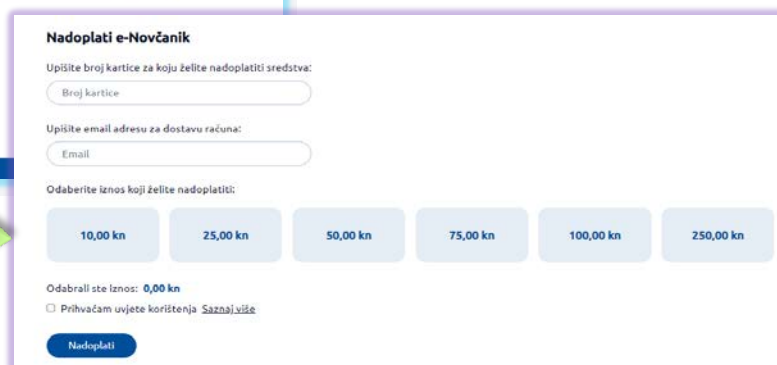 Nadoplati e-Novčanik
Upišite broj kartice za koju želite nadoplatiti sredstva:
Broj kartice
Upišite email adresu za dostavu računa:
Email
Odaberite iznos koji želite nadoplatiti:
10,00 kn 25,00 kn 50,00 kn 75,00 kn 100,00 kn 250,00 kn
Odabrali ste iznos: 0,00 kn
Prihvaćam uvjete korištenja Saznaj više
Nadoplati